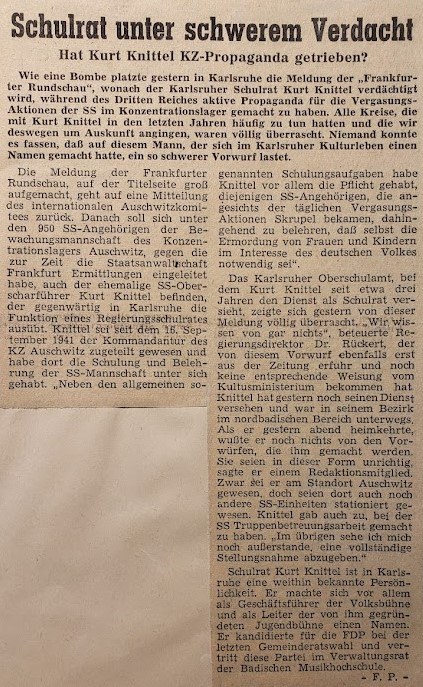 Schulrat unter schwerem Verdacht
Hat Kurt Knittel KZ-Propaganda getrieben?
Wie eine Bombe platzte gestern in Karlsruhe die Meldung der „Frankfur-
ter Rundschau“, wonach der Karlsruher Schulrat Kurt Knittel verdächtigt
wird, während des Dritten Reiches aktive Propaganda für die Vergasungs-
Aktionen der SS im Konzentrationslager gemacht zu haben. Alle Kreise, die
mit Kurt Knittel in den letzten Jahren häufig zu tun hatten und die wir
deswegen um Auskunft angingen, waren völlig überrascht. Niemand konnte
es fassen, daß auf diesem Mann, der sich im Karlsruher Kulturleben einen
Namen gemacht hatte, ein so schwerer Vorwurf lastet.
Die Meldung der Frankfurter
Rundschau, auf der Titelseite groß
aufgemacht, geht auf eine Mitteilung
des internationalen Auschwitzkomi-
tees zurück. Danach soll sich unter
den 950 SS-Angehörigen der Be-
wachungsmannschaft des Konzen-
trationslagers Auschwitz, gegen die
zur Zeit die Staatsanwaltschaft
Frankfurt Ermittlungen eingeleitet
habe, auch der ehemalige SS-Ober-
scharführer Kurt Knittel befinden,
der gegenwärtig in Karlsruhe die
Funktion eines Regierungsschulrates
ausübt. Knittel sei seit dem 16. Sep-
tember 1941 der Kommandantur des
KZ Auschwitz zugeteilt gewesen und
habe dort die Schulung und Beleh-
rung der SS-Mannschaft unter sich
gehabt. „Neben den allgemeinen so-
genannten Schulungsaufgaben habe
Knittel vor allem die Pflicht gehabt,
diejenigen SS-Angehörigen, die an-
gesichts der täglichen Vergasungs-
Aktionen Skrupel bekamen, dahin-
gehend zu belehren, daß selbst die
Ermordung von Frauen und Kindern
im Interesse des deutschen Volkes
notwendig sei“.
Das Karlsruher Oberschulamt, bei
dem Kurt Knittel seit etwa drei
Jahren den Dienst als Schulrat ver-
sieht, zeigte sich gestern von dieser
Meldung völlig überrascht. „Wir wis-
sen von gar nichts“, beteuerte Re-
gierungsdirektor Dr. Rückert, der
von diesem Vorwurf ebenfalls erst
aus der Zeitung erfuhr und noch
keine entsprechende Weisung vom
Kultusministerium bekommen hat
Knittel hat gestern noch seinen Dienst
versehen und war in seinem Bezirk
im nordbadischen Bereich unterwegs.
Als er gestern abend heimkehrte,
wußte er noch nichts von den Vor-
würfen, die ihm gemacht werden.
Sie seien in dieser Form unrichtig,
sagte er einem Redaktionsmitglied.
Zwar sei er am Standort Auschwitz
gewesen, doch seien dort auch noch
andere SS-Einheiten stationiert ge-
wesen. Knittel gab auch zu, bei der
SS Truppenbetreuungsarbeit gemacht
zu haben. „Im übrigen sehe ich mich
noch außerstande, eine vollständige
Stellungsnahme abzugeben.“
Schulrat Kurt Knittel ist in Karls-
ruhe eine weithin bekannte Persön-
lichkeit. Er machte sich vor allem
als Geschäftsführer der Volksbühne
und als Leiter der von ihm gegrün-
deten Jugendbühne einen Namen.
Er kandidierte für die FDP bei der
letzten Gemeinderatswahl und ver-
tritt diese Partei im Verwaltungsrat
der Badischen Musikhochschule.
- F. P. -